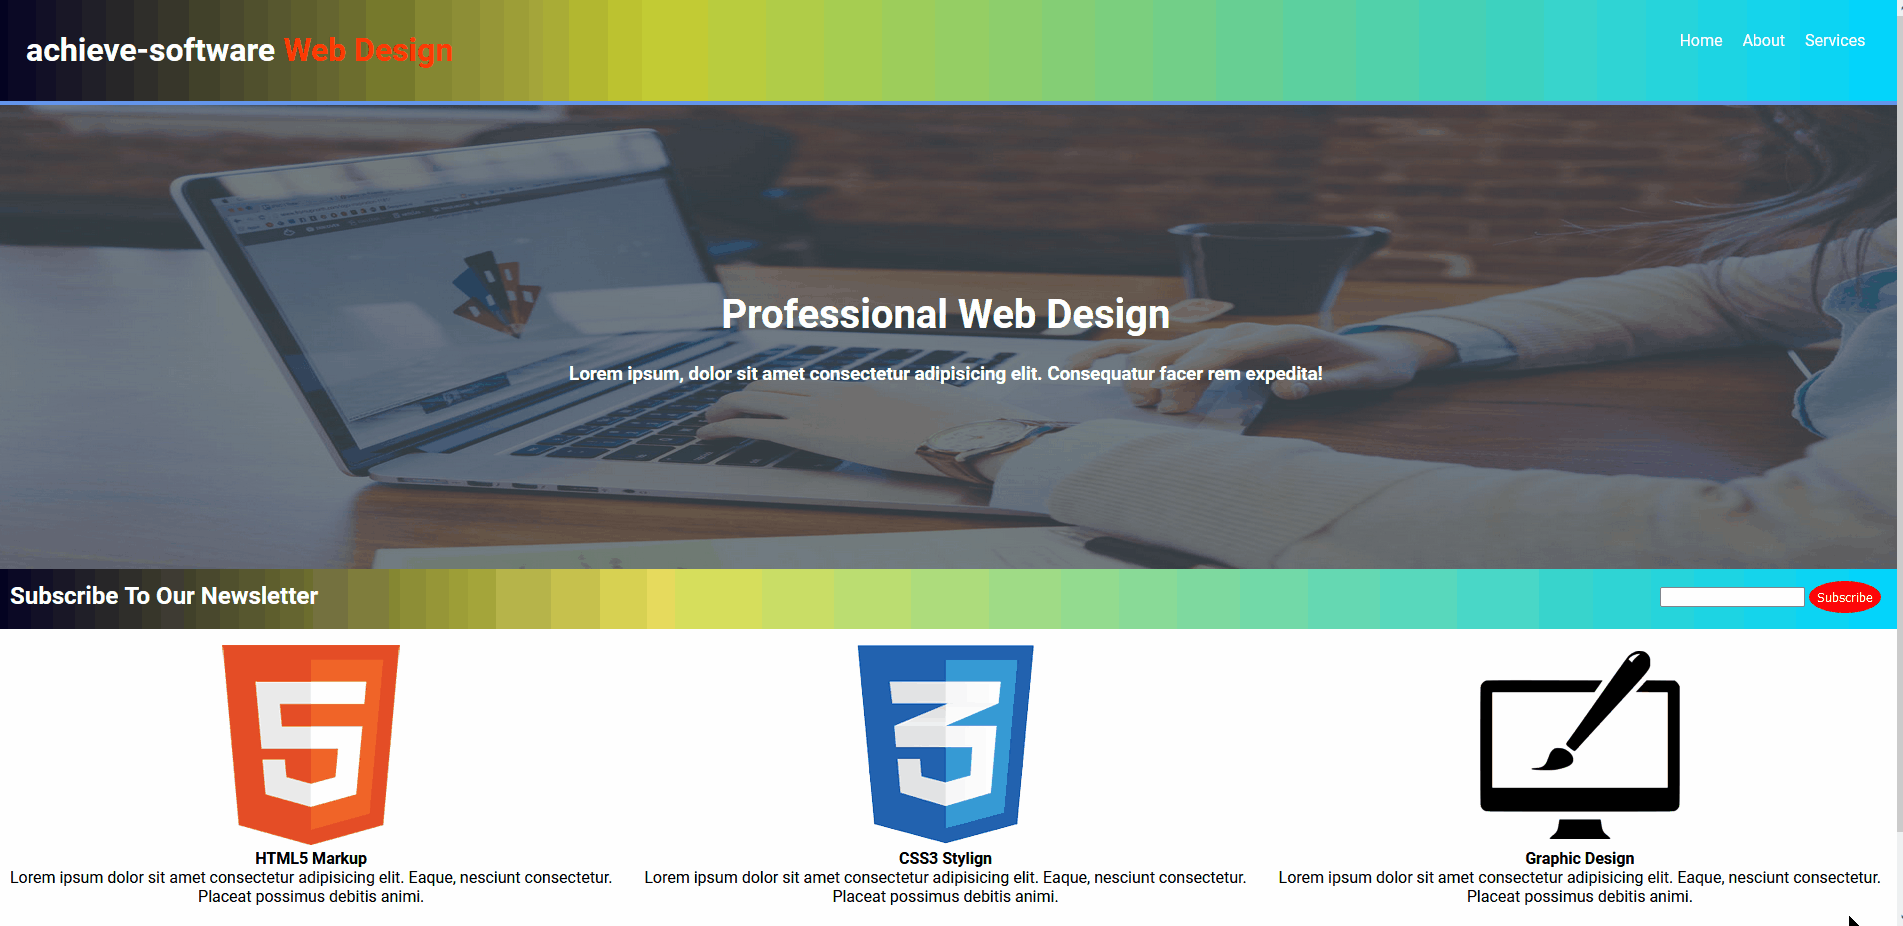 achieve-software Web Design
Home About Services
Professional Web Design
Lorem ipsum, dolor sit amet consectetur adipisicing elit. Consequatur facer rem expedita!
Subscribe To Our Newsletter
Subscribe
5
3
HTML5 Markup
Lorem ipsum dolor sit amet consectetur adipisicing elit. Eaque, nesciunt consectetur.
Placeat possimus debitis animi.
CSS3 Stylign
Lorem ipsum dolor sit amet consectetur adipisicing elit. Eaque, nesciunt consectetur.
Placeat possimus debitis animi.
Graphic Design
Lorem ipsum dolor sit amet consectetur adipisicing elit. Eaque, nesciunt consectetur.
Placeat possimus debitis animi.